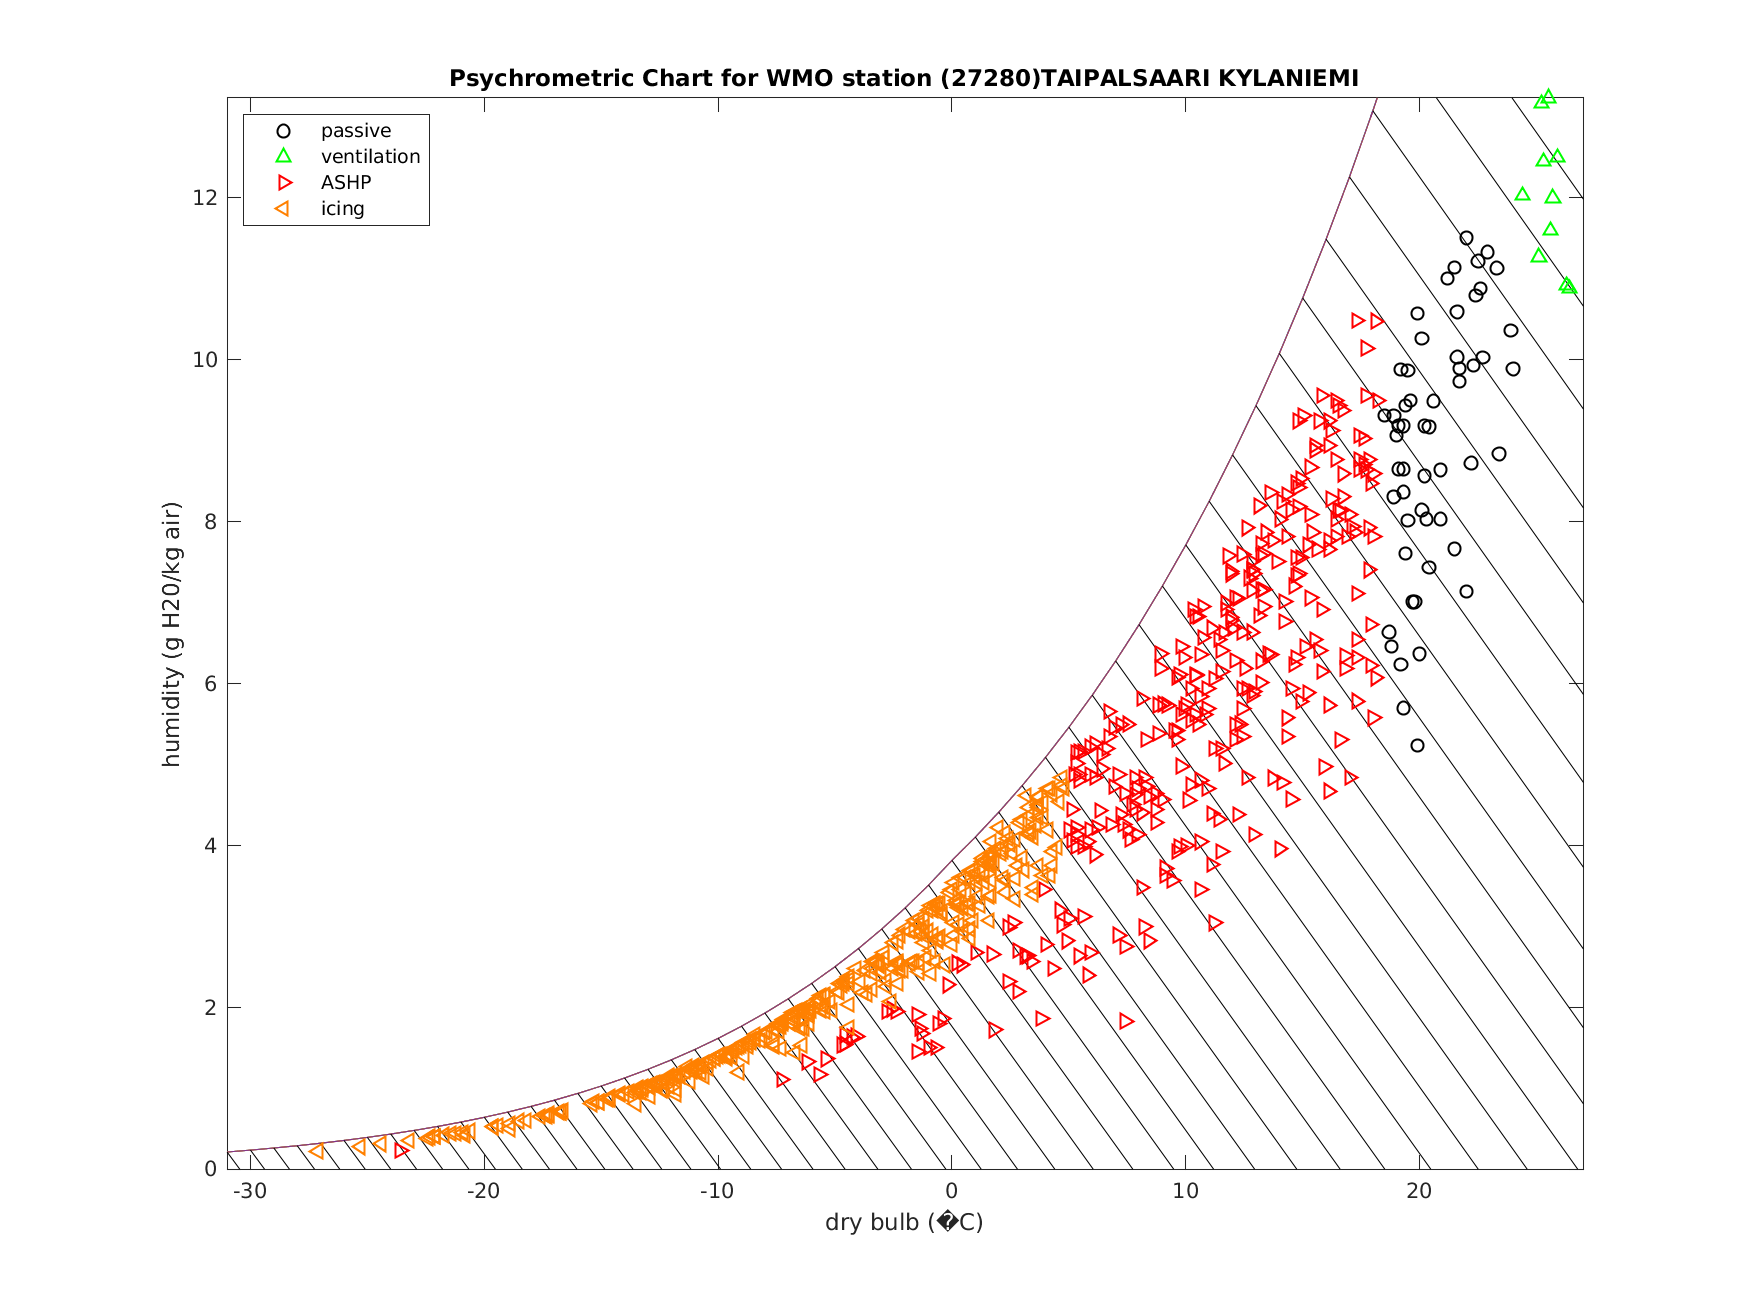 Psychrometric Chart for WMO station (27280)TAIPALSAARI KYLANIEMI
passive
ventilation
ASHP
icing
humidity (g H20/kg air)
12
10
8
6
4
2
0
-30
-20
-10
0
10
20
dry bulb (�C)